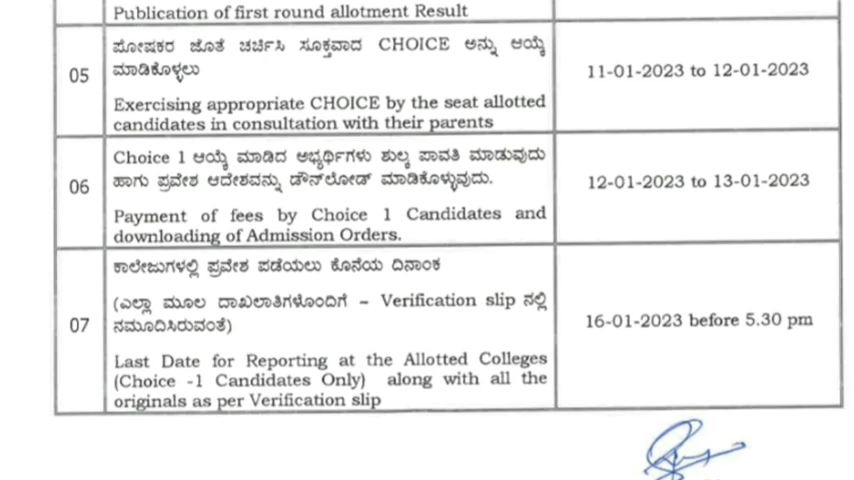 Publication of first round allotment Result
05
ಪೋಷಕರ ಜೊತೆ ಚರ್ಚಿಸಿ ಸೂಕ್ತವಾದ CHOICE ಅನ್ನು ಆಯ್ಕೆ
ಮಾಡಿಕೊಳ್ಳಲು
Exercising appropriate CHOICE by the seat allotted
candidates in consultation with their parents
11-01-2023 to 12-01-2023
06
Choice 1 ಆಯ್ಕೆ ಮಾಡಿದ ಅಭ್ಯರ್ಥಿಗಳು ಶುಲ್ಕ ಪಾವತಿ ಮಾಡುವುದು
ಹಾಗು ಪ್ರವೇಶ ಆದೇಶವನ್ನು ಡೌನ್‌ಲೋಡ್ ಮಾಡಿಕೊಳ್ಳುವುದು.
Payment of fees by Choice 1 Candidates and
downloading of Admission Orders.
12-01-2023 to 13-01-2023
07
ಕಾಲೇಜುಗಳಲ್ಲಿ ಪ್ರವೇಶ ಪಡೆಯಲು ಕೊನೆಯ ದಿನಾಂಕ
(ಎಲ್ಲಾ ಮೂಲ ದಾಖಲಾತಿಗಳೊಂದಿಗೆ – Verification slip ನಲ್ಲಿ
ನಮೂದಿಸಿರುವಂತೆ)
Last Date for Reporting at the Allotted Colleges
(Choice -1 Candidates Only) along with all the
originals as per Verification slip
16-01-2023 before 5.30 pm